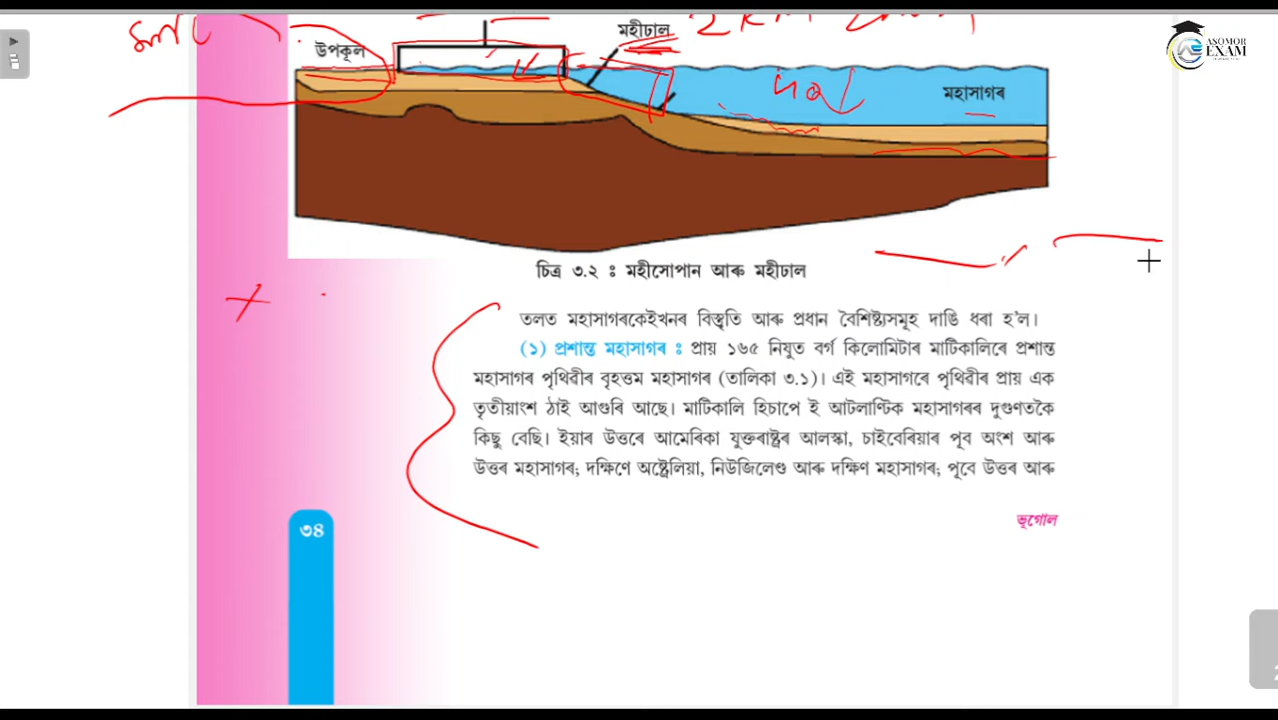 ASOMOR
EXAM
মহীঢাল
উপকূল
মহাসাগৰ
চিত্ৰ ৩.২ : মহীসোপান আৰু মহীঢাল
তলত মহাসাগৰকেইখনৰ বিস্তৃতি আৰু প্ৰধান বৈশিষ্ট্যসমূহ দাঙি ধৰা হ'ল।
(১) প্ৰশান্ত মহাসাগৰ : প্ৰায় ১৬৫ নিযুত বৰ্গ কিলোমিটাৰ মাটিকালিৰে প্ৰশান্ত
মহাসাগৰ পৃথিৱীৰ বৃহত্তম মহাসাগৰ (তালিকা ৩.১)। এই মহাসাগৰে পৃথিৱীৰ প্ৰায় এক
তৃতীয়াংশ ঠাই আগুৰি আছে। মাটিকালি হিচাপে ই আটলাণ্টিক মহাসাগৰৰ দুগুণতকৈ
কিছু বেছি। ইয়াৰ উত্তৰে আমেৰিকা যুক্তৰাষ্ট্ৰৰ আলস্কা, চাইবেৰিয়াৰ পূব অংশ আৰু
উত্তৰ মহাসাগৰ; দক্ষিণে অষ্ট্ৰেলিয়া, নিউজিলেণ্ড আৰু দক্ষিণ মহাসাগৰ; পূবে উত্তৰ আৰু
৩৪
ভূগোল